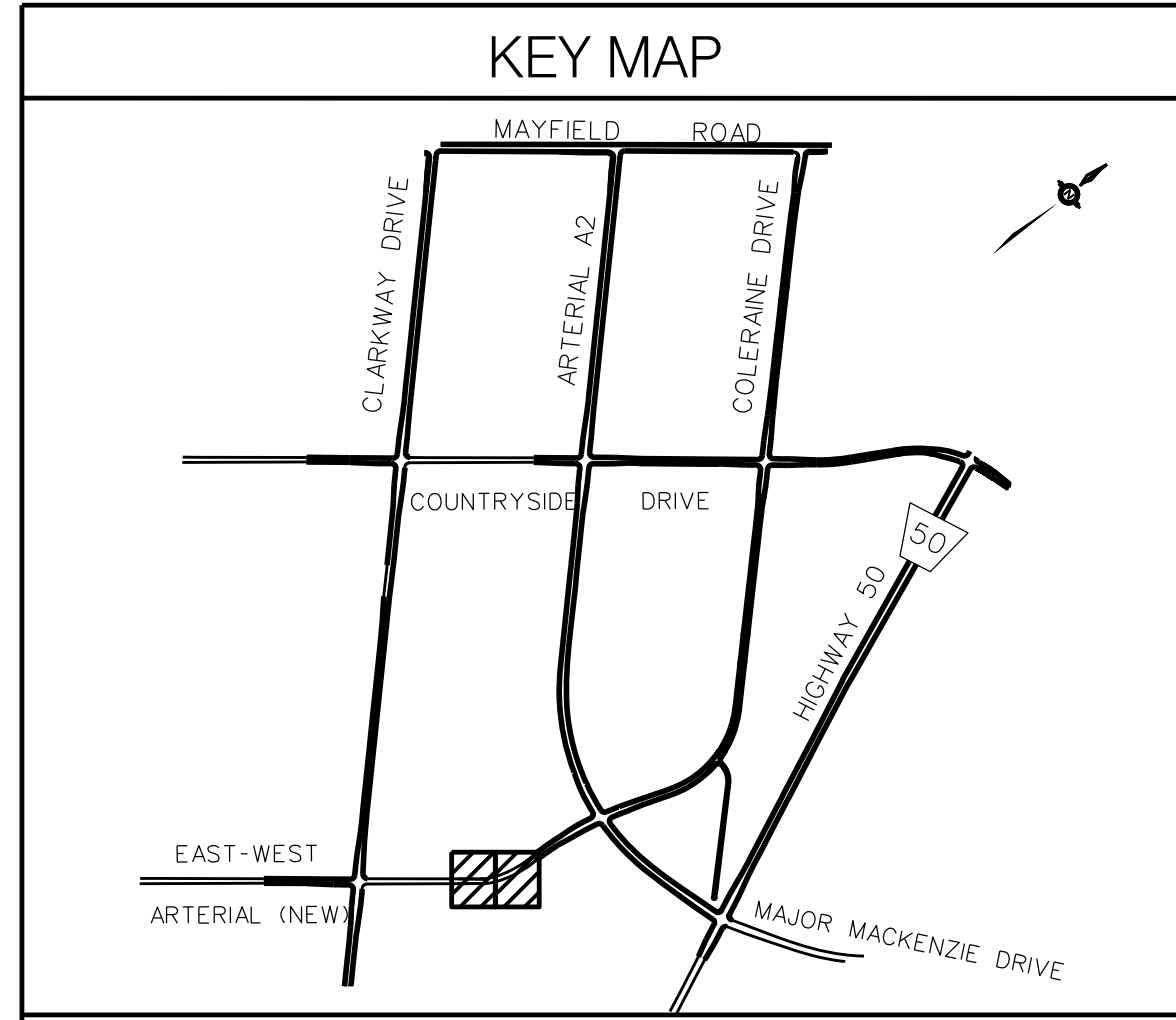 KEY MAP
MAYFIELD ROAD
CLARKWAY DRIVE
ARTERIAL A2
COLERAINE DRIVE
N
COUNTRYSIDE DRIVE
50
HIGHWAY 50
EAST-WEST
ARTERIAL (NEW)
MAJOR MACKENZIE DRIVE